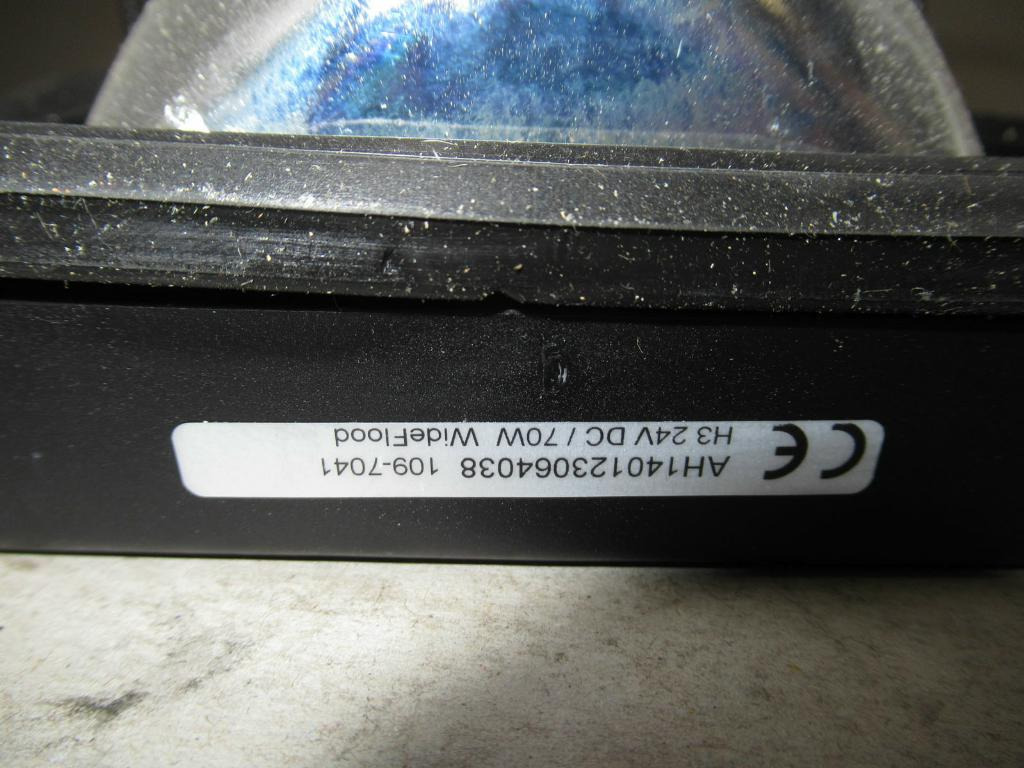 CE
AH140123064038 109-7041
H3 24V DC / 70W WideFlood